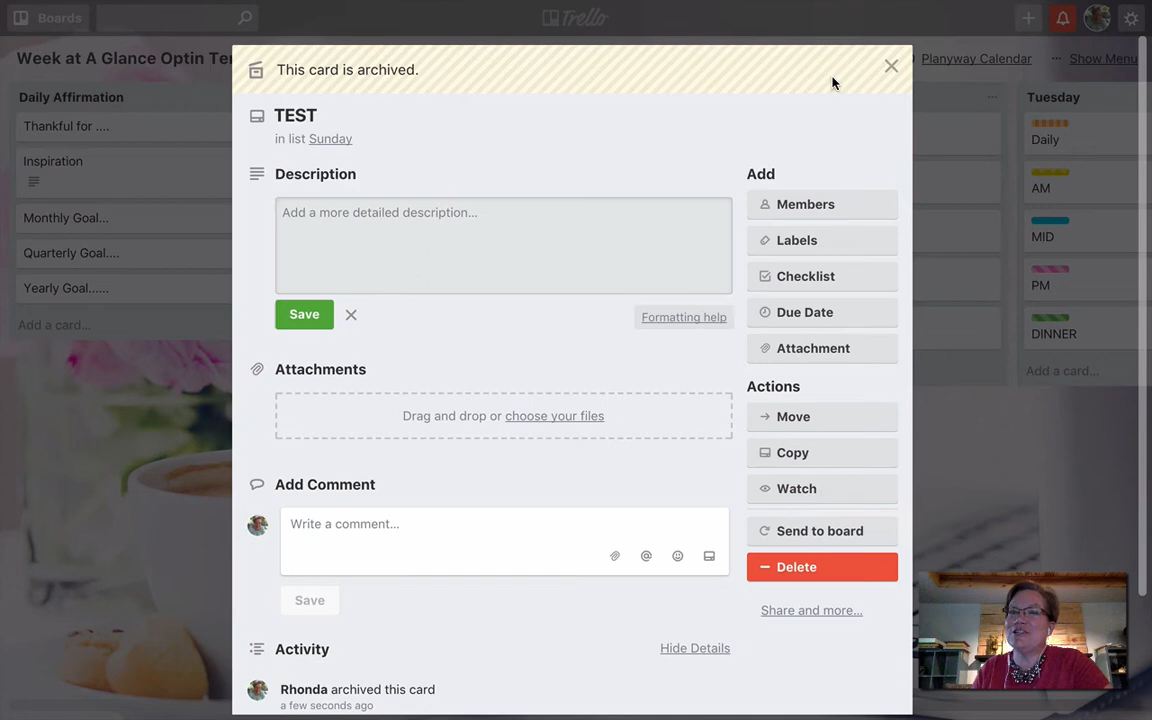 Boards
Trello
Week at A Glance Optin Te
Planyway Calendar
··· Show Menu
This card is archived.
TEST
in list Sunday
Description
Add a more detailed description...
Save
Formatting help
Attachments
Drag and drop or choose your files
Add Comment
Write a comment...
Save
Activity
Hide Details
Rhonda archived this card
a few seconds ago
Add
Members
Labels
Checklist
Due Date
Attachment
Actions
Move
Copy
Watch
Send to board
Delete
Share and more...
Daily Affirmation
Thankful for ....
Inspiration
Monthly Goal...
Quarterly Goal....
Yearly Goal......
Add a card...
Tuesday
Daily
AM
MID
PM
DINNER
Add a card...